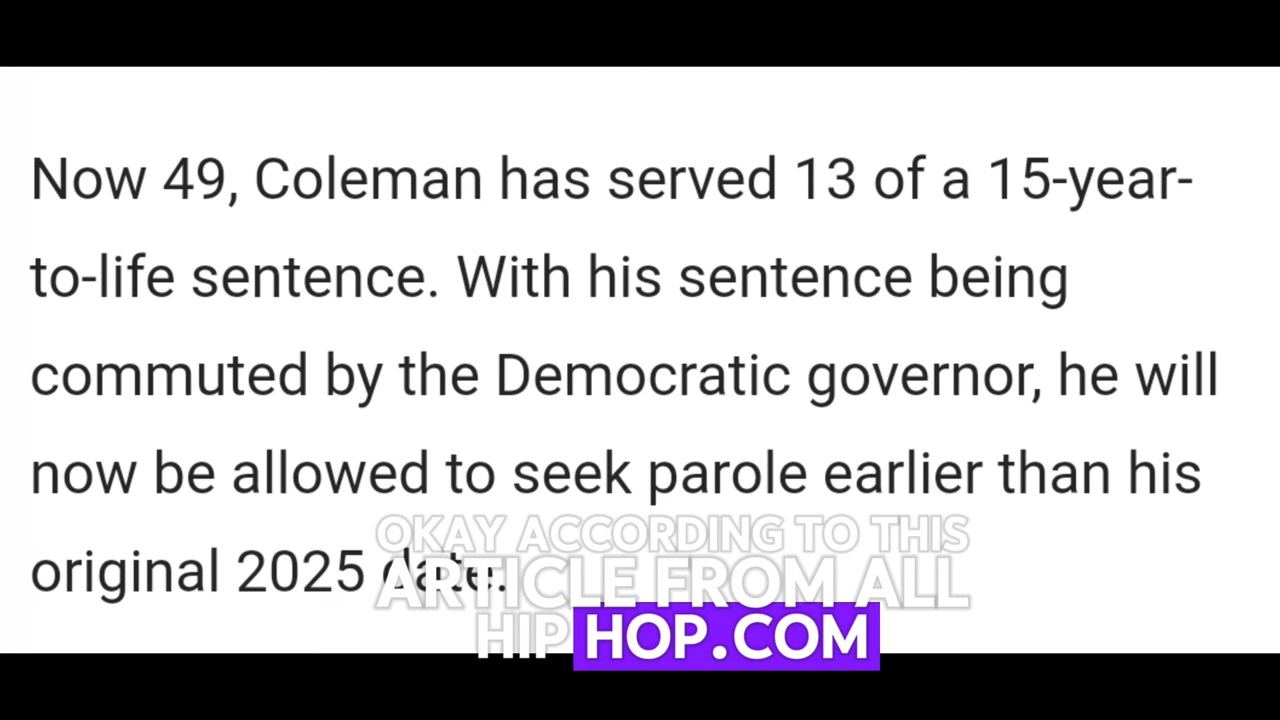 Now 49, Coleman has served 13 of a 15-year-
to-life sentence. With his sentence being
commuted by the Democratic governor, he will
now be allowed to seek parole earlier than his
original 2025 date.
OKAY ACCORDING TO THIS
ARTICLE FROM ALL
HIP HOP.COM